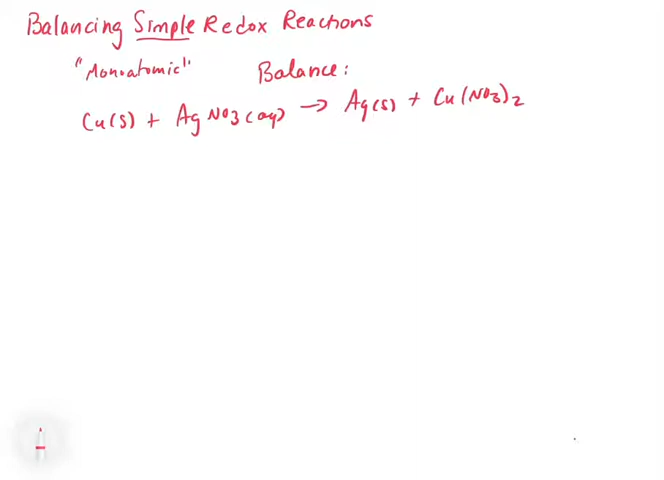 Balancing Simple Redox Reactions
"Monoatomic" Balance:
Cu(s) + AgNO3(aq) → Ag(s) + Cu(NO3)2